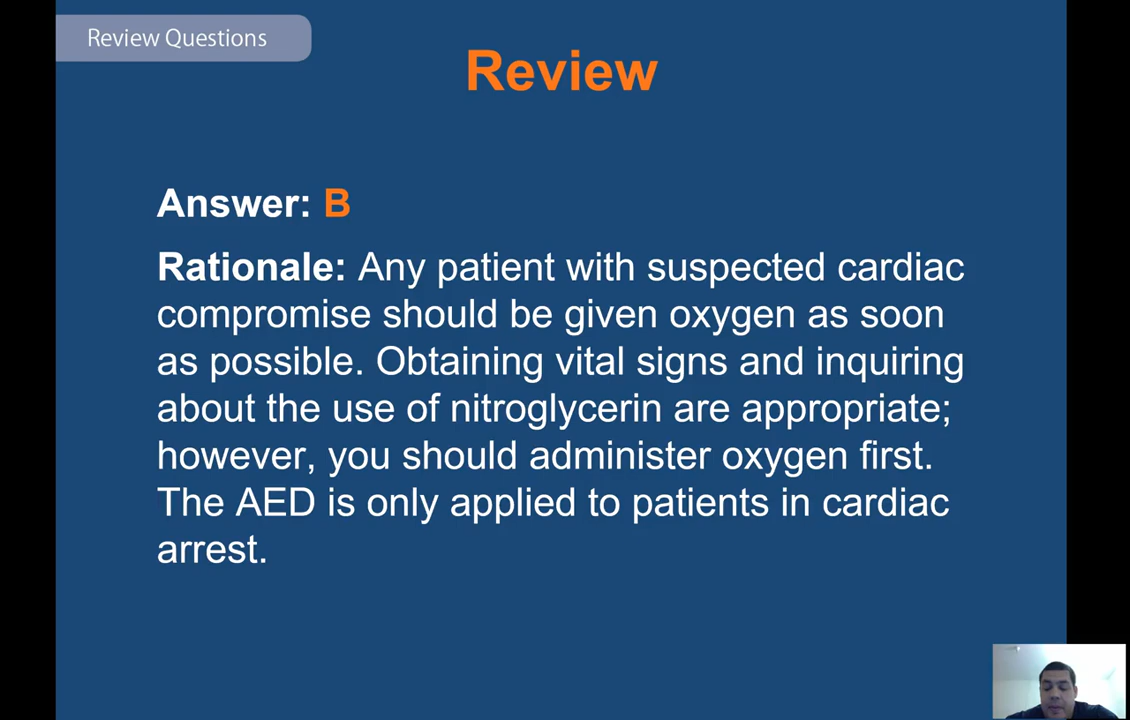 Review Questions
Review
Answer: B
Rationale: Any patient with suspected cardiac
compromise should be given oxygen as soon
as possible. Obtaining vital signs and inquiring
about the use of nitroglycerin are appropriate;
however, you should administer oxygen first.
The AED is only applied to patients in cardiac
arrest.